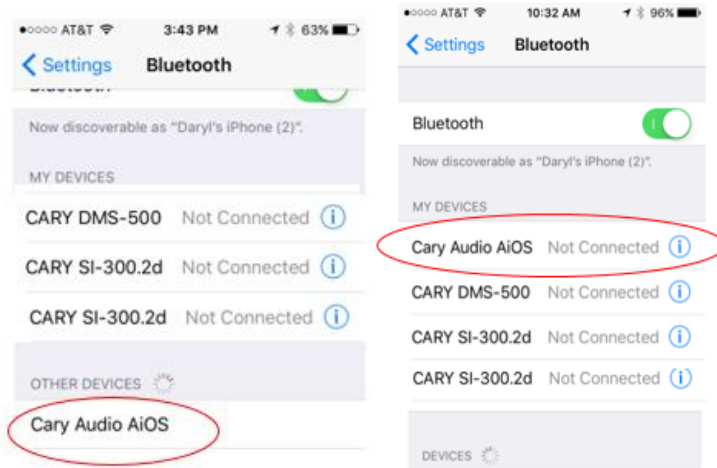 AT&T 3:43 PM 63%
Settings Bluetooth
Now discoverable as "Daryl's iPhone (2)".
MY DEVICES
CARY DMS-500 Not Connected
CARY SI-300.2d Not Connected
CARY SI-300.2d Not Connected
OTHER DEVICES
Cary Audio AiOS
AT&T 10:32 AM 96%
Settings Bluetooth
Bluetooth
Now discoverable as "Daryl's iPhone (2)".
MY DEVICES
Cary Audio AiOS Not Connected
CARY DMS-500 Not Connected
CARY SI-300.2d Not Connected
CARY SI-300.2d Not Connected
DEVICES